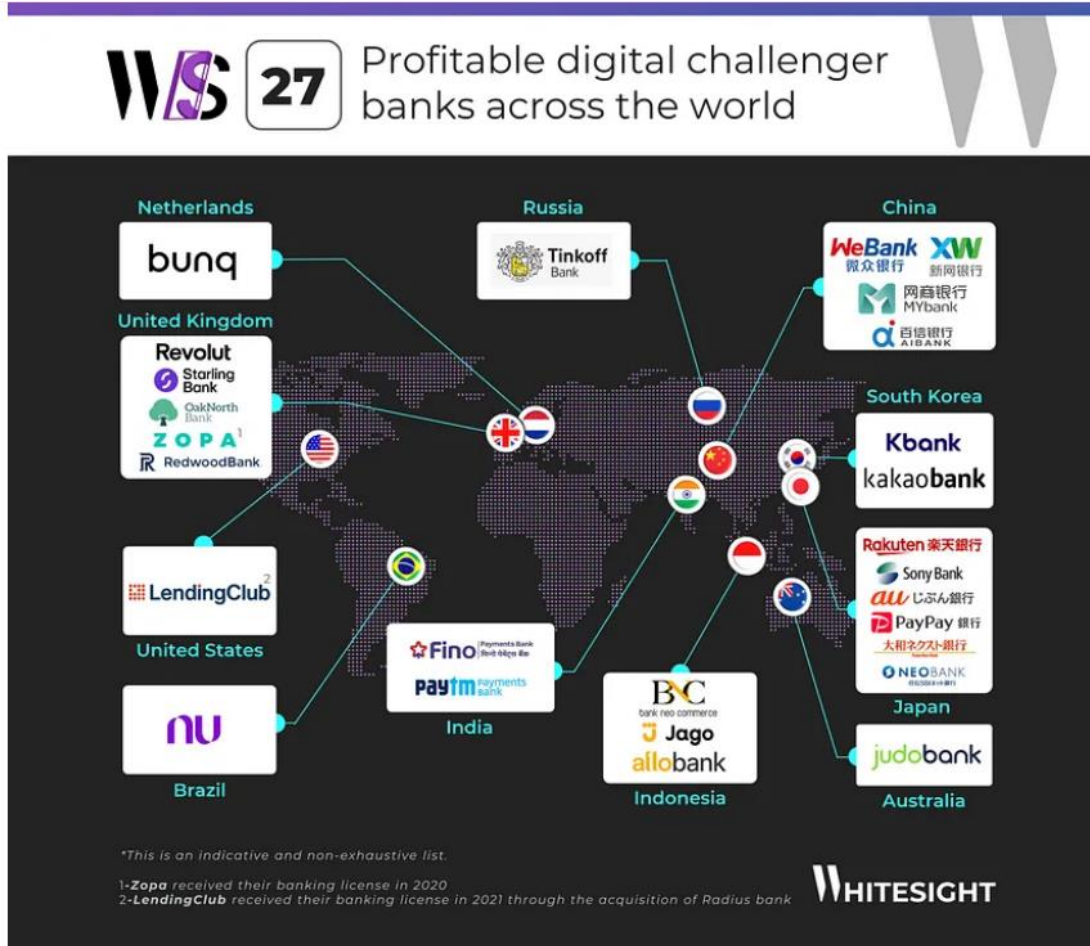 WS 27 Profitable digital challenger
banks across the world
Netherlands
bunq
United Kingdom
Revolut
Starling
Bank
OakNorth
Bank
ZOPA1
RedwoodBank
LendingClub2
United States
nu
Brazil
Russia
Tinkoff
Bank
Fino Payments Bank
फिनो पेमेंट्स बैंक
paytm payments
bank
India
BNC
bank neo commerce
Jago
allobank
Indonesia
China
WeBank XW
微众银行 新网银行
网商银行
MYbank
百信银行
AIBANK
South Korea
Kbank
kakaobank
Rakuten 楽天銀行
Sony Bank
au じぶん銀行
PayPay 銀行
大和ネクスト銀行
NEOBANK
Japan
judobank
Australia
*This is an indicative and non-exhaustive list.
1-Zopa received their banking license in 2020
2-LendingClub received their banking license in 2021 through the acquisition of Radius bank
WHITESIGHT